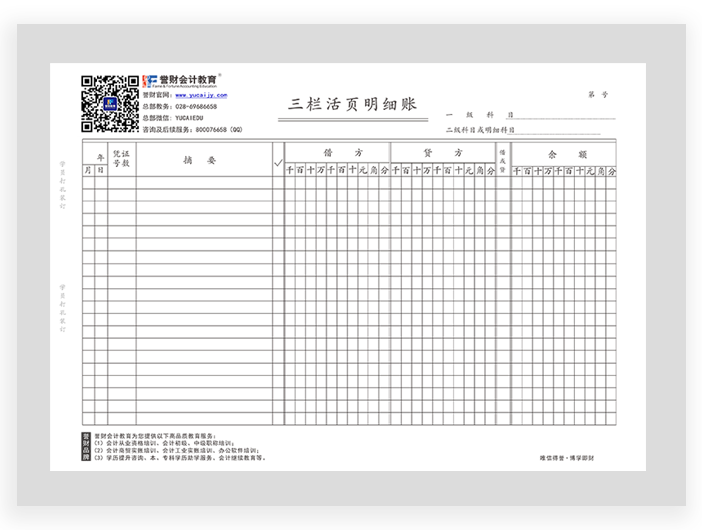 誉财会计教育®
Fame & Fortune Accounting Education
誉财官网：www.yucaijy.com
总部教务：028-69686658
总部微信：YUCAIEDU
咨询及后续服务：800076658（QQ）
三栏活页明细账
第 号
一 级 科 目
二级科目或明细科目
年 凭证号数 摘 要 √ 借 方 贷 方 借或贷 余 额
月 日 千百十万千百十元角分 千百十万千百十元角分 千百十万千百十元角分
学员打孔装订
学员打孔装订
誉财品牌
誉财会计教育为您提供以下高品质教育服务：
（1）会计从业资格培训、会计初级、中级职称培训；
（2）会计商贸实账培训、会计工业实账培训、办公软件培训；
（3）学历提升咨询、本、专科学历助学服务、会计继续教育等。
唯信得誉·博学即财